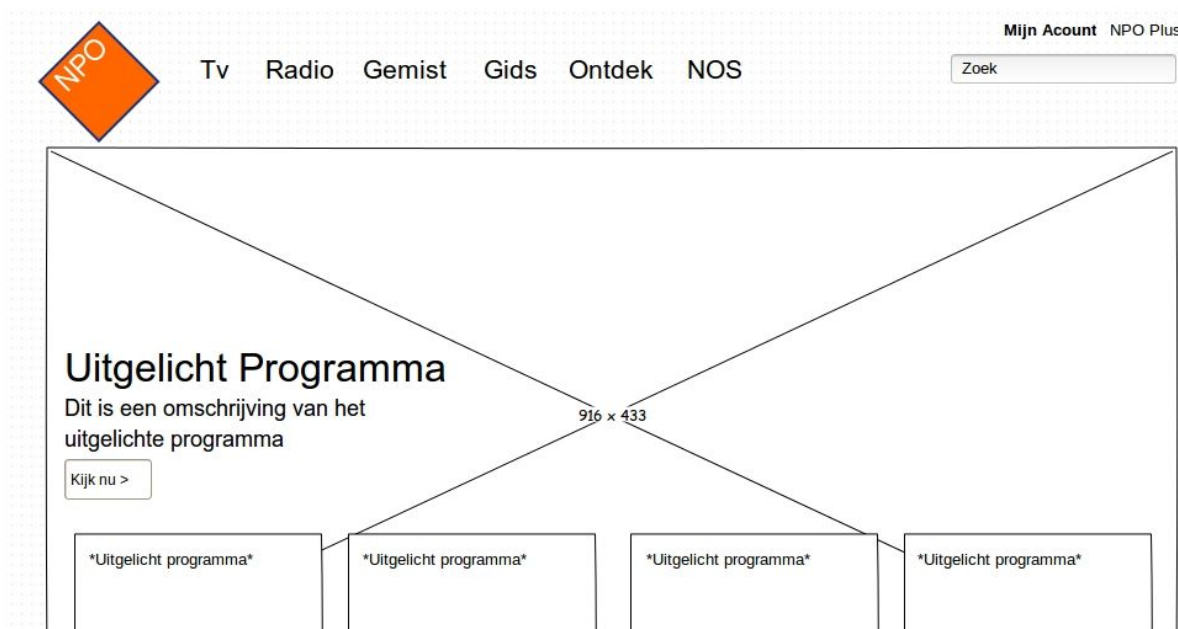 Mijn Acount NPO Plus
NPO
Tv Radio Gemist Gids Ontdek NOS
Zoek
Uitgelicht Programma
Dit is een omschrijving van het
uitgelichte programma
916 x 433
Kijk nu >
*Uitgelicht programma* *Uitgelicht programma* *Uitgelicht programma* *Uitgelicht programma*